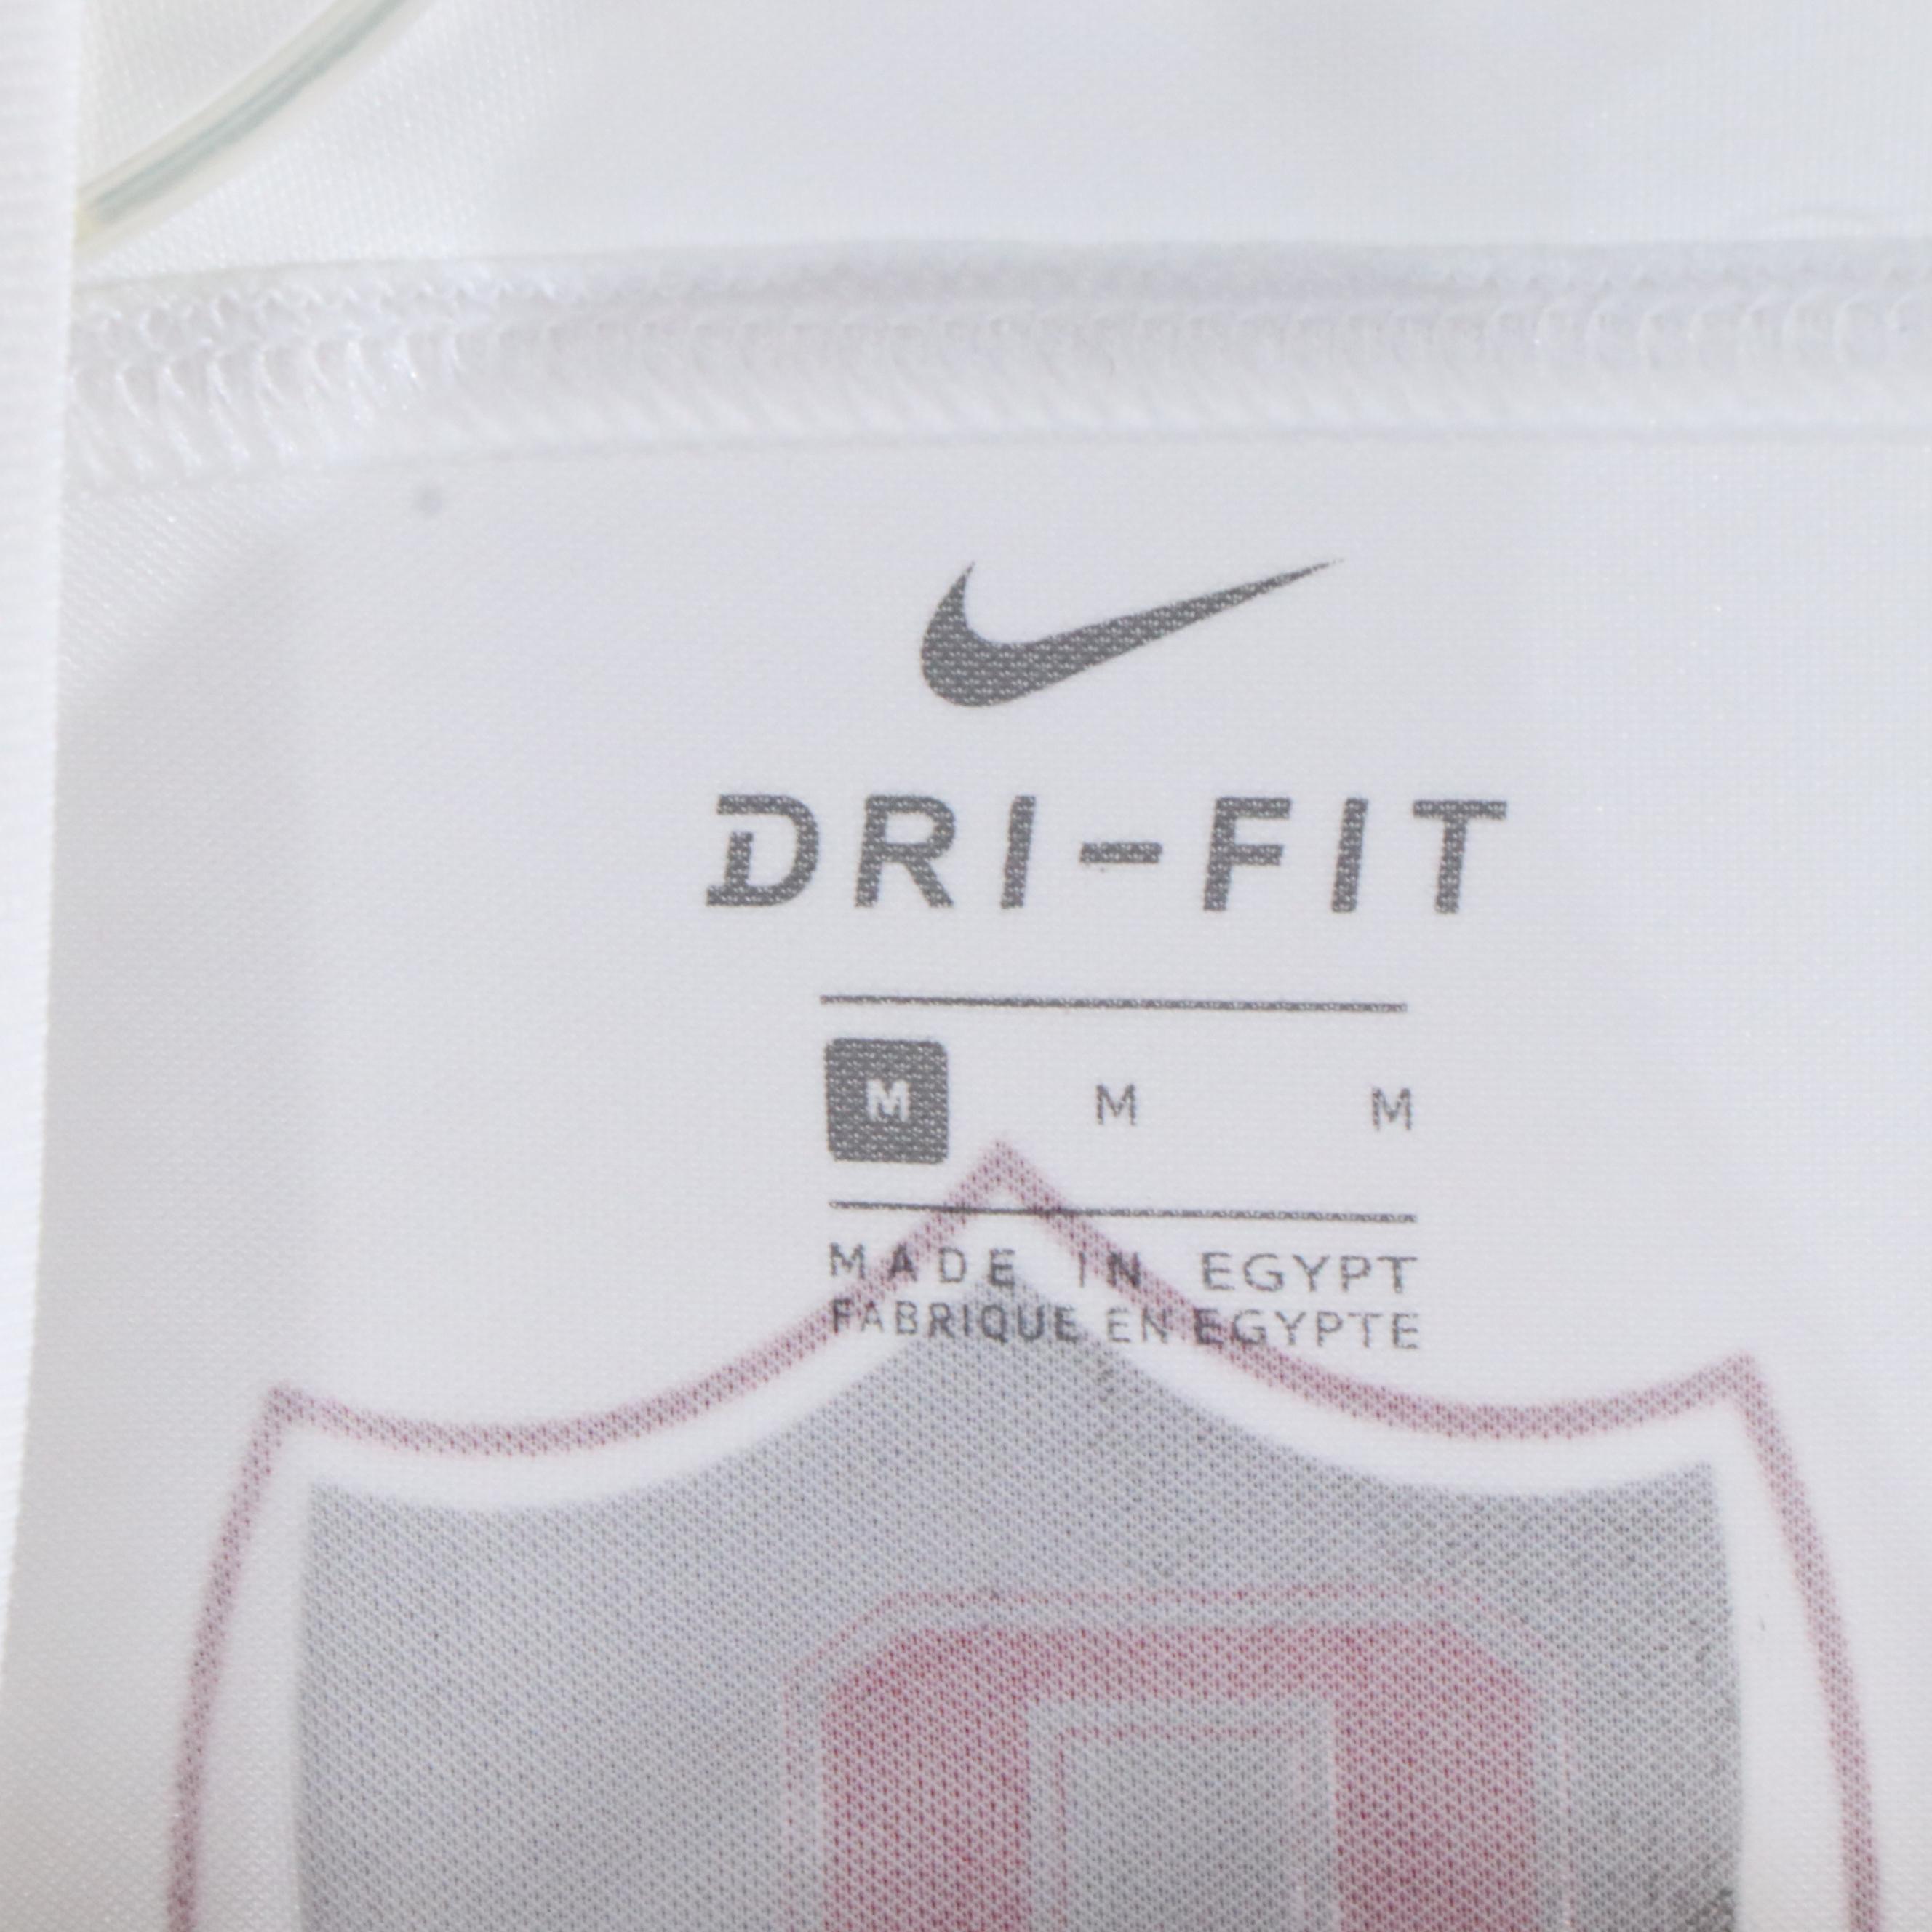 DRI-FIT
M M M
MADE IN EGYPT
FABRIQUE EN EGYPTE